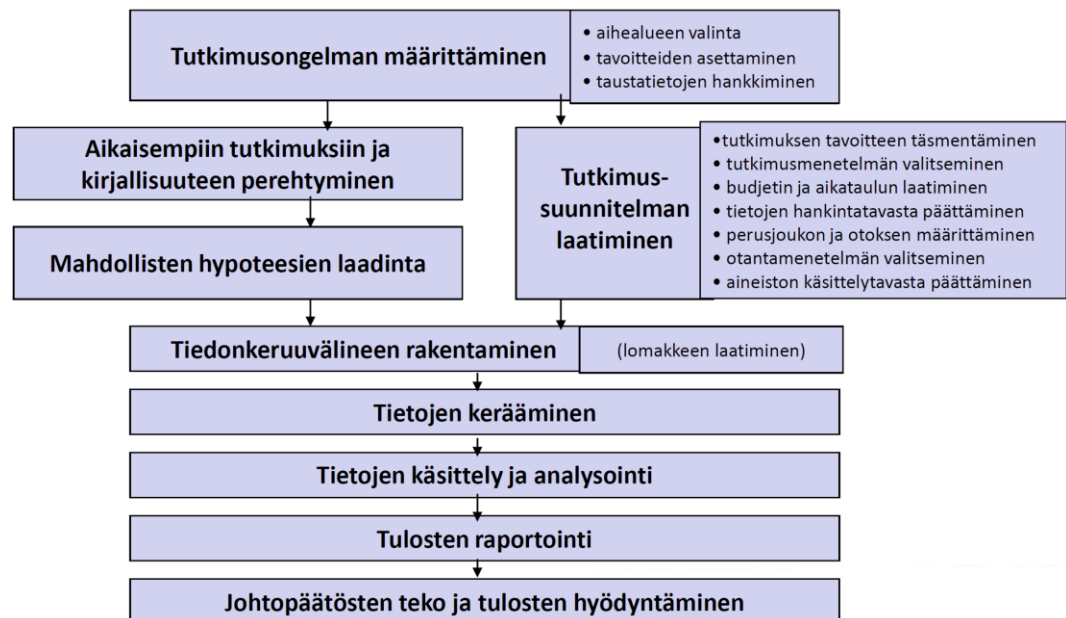 Tutkimusongelman määrittäminen
• aihealueen valinta
• tavoitteiden asettaminen
• taustatietojen hankkiminen
Aikaisempiin tutkimuksiin ja
kirjallisuuteen perehtyminen
Mahdollisten hypoteesien laadinta
Tutkimus-
suunnitelman
laatiminen
•tutkimuksen tavoitteen täsmentäminen
• tutkimusmenetelmän valitseminen
• budjetin ja aikataulun laatiminen
• tietojen hankintatavasta päättäminen
• perusjoukon ja otoksen määrittäminen
• otantamenetelmän valitseminen
• aineiston käsittelytavasta päättäminen
Tiedonkeruuvälineen rakentaminen
(lomakkeen laatiminen)
Tietojen kerääminen
Tietojen käsittely ja analysointi
Tulosten raportointi
Johtopäätösten teko ja tulosten hyödyntäminen